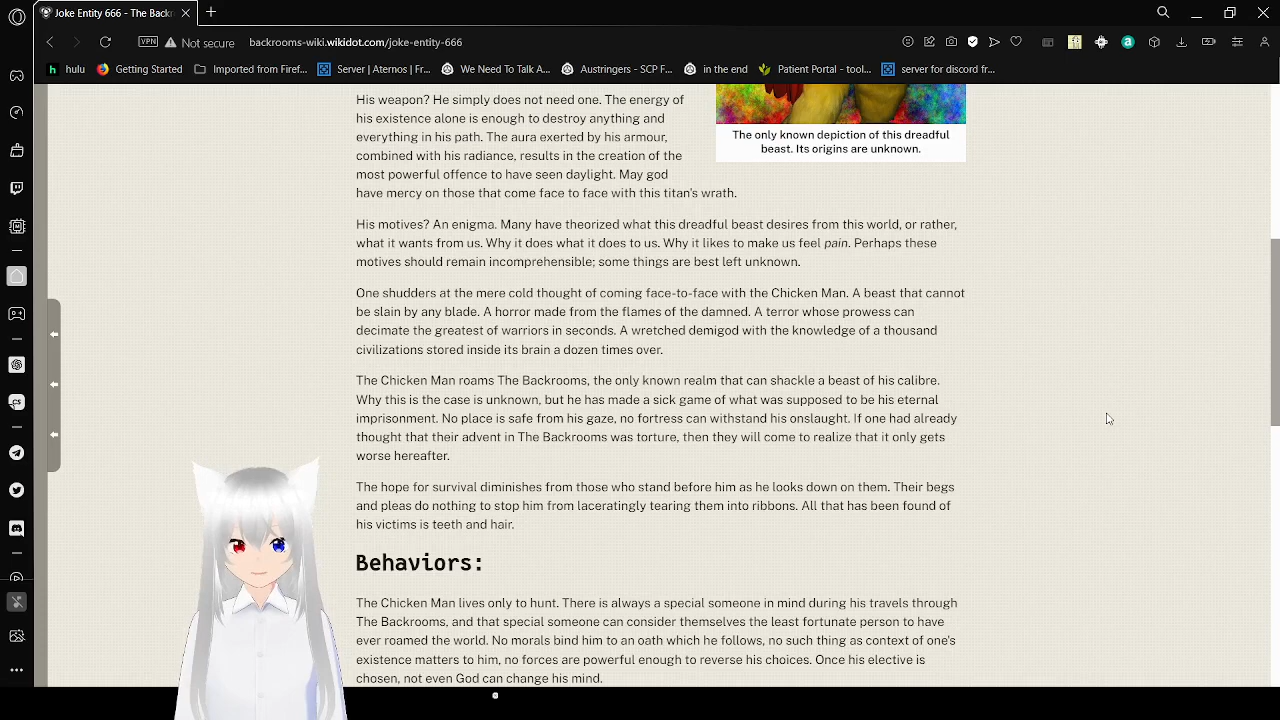 Joke Entity 666 - The Backr
Not secure
backrooms-wiki.wikidot.com/joke-entity-666
VPN
hulu
Getting Started
Imported from Firef...
Server | Aternos | Fr...
We Need To Talk A...
Austringers - SCP F...
in the end
Patient Portal - tool...
server for discord fr...
His weapon? He simply does not need one. The energy of
his existence alone is enough to destroy anything and
everything in his path. The aura exerted by his armour,
combined with his radiance, results in the creation of the
most powerful offence to have seen daylight. May god
have mercy on those that come face to face with this titan's wrath.
The only known depiction of this dreadful
beast. Its origins are unknown.
His motives? An enigma. Many have theorized what this dreadful beast desires from this world, or rather,
what it wants from us. Why it does what it does to us. Why it likes to make us feel pain. Perhaps these
motives should remain incomprehensible; some things are best left unknown.
One shudders at the mere cold thought of coming face-to-face with the Chicken Man. A beast that cannot
be slain by any blade. A horror made from the flames of the damned. A terror whose prowess can
decimate the greatest of warriors in seconds. A wretched demigod with the knowledge of a thousand
civilizations stored inside its brain a dozen times over.
The Chicken Man roams The Backrooms, the only known realm that can shackle a beast of his calibre.
Why this is the case is unknown, but he has made a sick game of what was supposed to be his eternal
imprisonment. No place is safe from his gaze, no fortress can withstand his onslaught. If one had already
thought that their advent in The Backrooms was torture, then they will come to realize that it only gets
worse hereafter.
The hope for survival diminishes from those who stand before him as he looks down on them. Their begs
and pleas do nothing to stop him from laceratingly tearing them into ribbons. All that has been found of
his victims is teeth and hair.
Behaviors:
The Chicken Man lives only to hunt. There is always a special someone in mind during his travels through
The Backrooms, and that special someone can consider themselves the least fortunate person to have
ever roamed the world. No morals bind him to an oath which he follows, no such thing as context of one's
existence matters to him, no forces are powerful enough to reverse his choices. Once his elective is
chosen, not even God can change his mind.